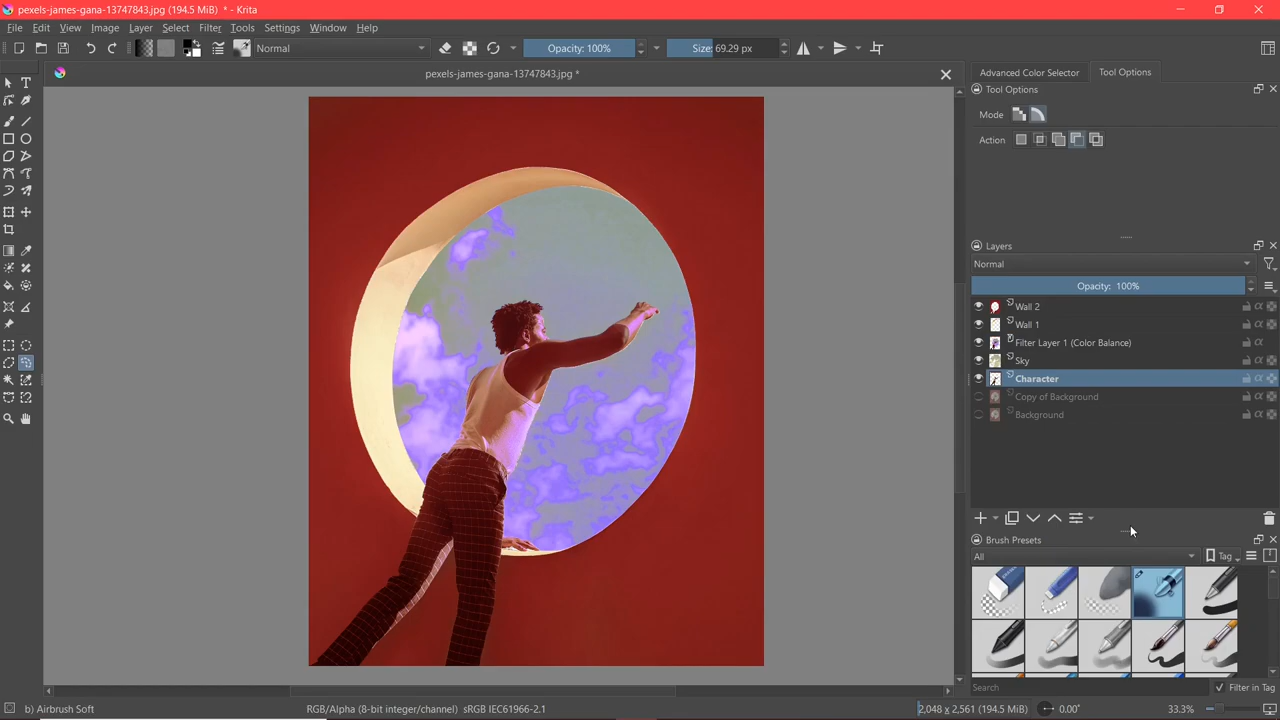 pexels-james-gana-13747843.jpg (194.5 MiB)  * - Krita
File Edit View Image Layer Select Filter Tools Settings Window Help
Normal Opacity: 100% Size: 69.29 px
pexels-james-gana-13747843.jpg *
Advanced Color Selector Tool Options
Tool Options
Mode
Action
Layers
Normal
Opacity:  100%
Wall 2
Wall 1
Filter Layer 1 (Color Balance)
Sky
Character
Copy of Background
Background
Brush Presets
All Tag
Search Filter in Tag
b) Airbrush Soft RGB/Alpha (8-bit integer/channel)  sRGB IEC61966-2.1 2,048 x 2,561 (194.5 MiB) 0.00° 33.3%